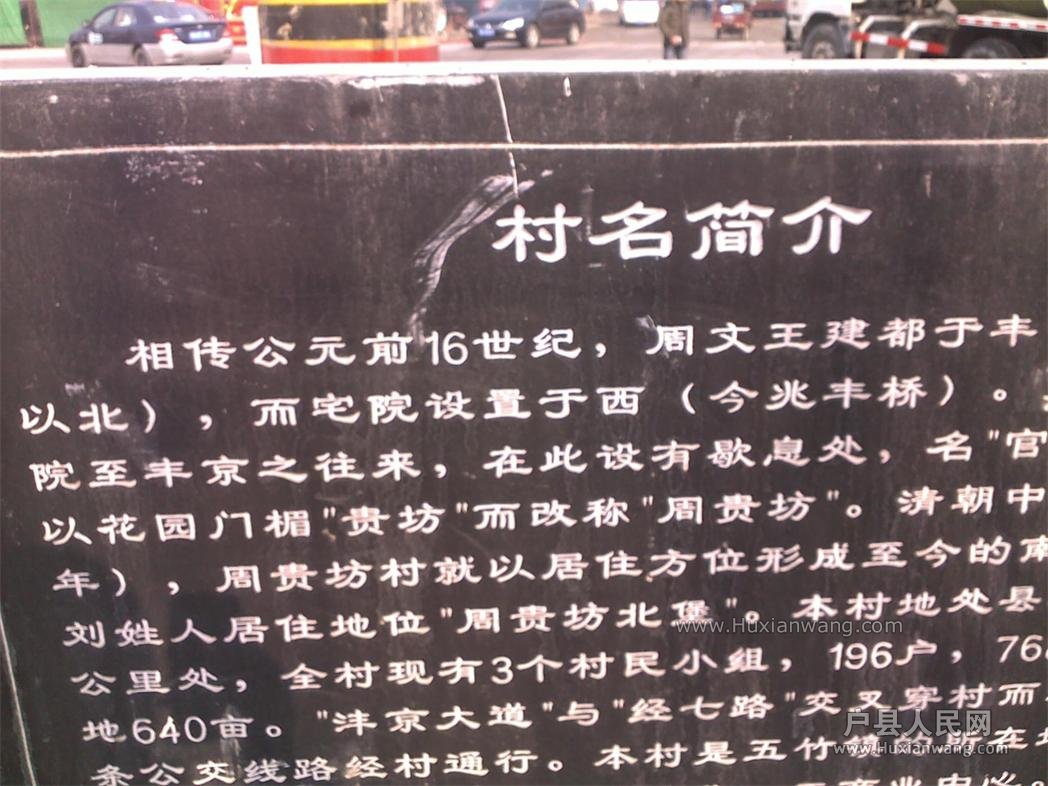 村名简介
相传公元前16世纪，周文王建都于丰
以北），而宅院设置于西（今兆丰桥）。
院至丰京之往来，在此设有歇息处，名"官
以花园门楣"贵坊"而改称"周贵坊"。清朝中
年），周贵坊村就以居住方位形成至今的南
刘姓人居住地位"周贵坊北堡"。本村地处县
公里处，全村现有3个村民小组，196户，76
地640亩。"沣京大道"与"经七路"交叉穿村而
条公交线路经村通行。本村是五竹镇
www.Huxianwang.com
户县人民网
www.Huxianwang.com